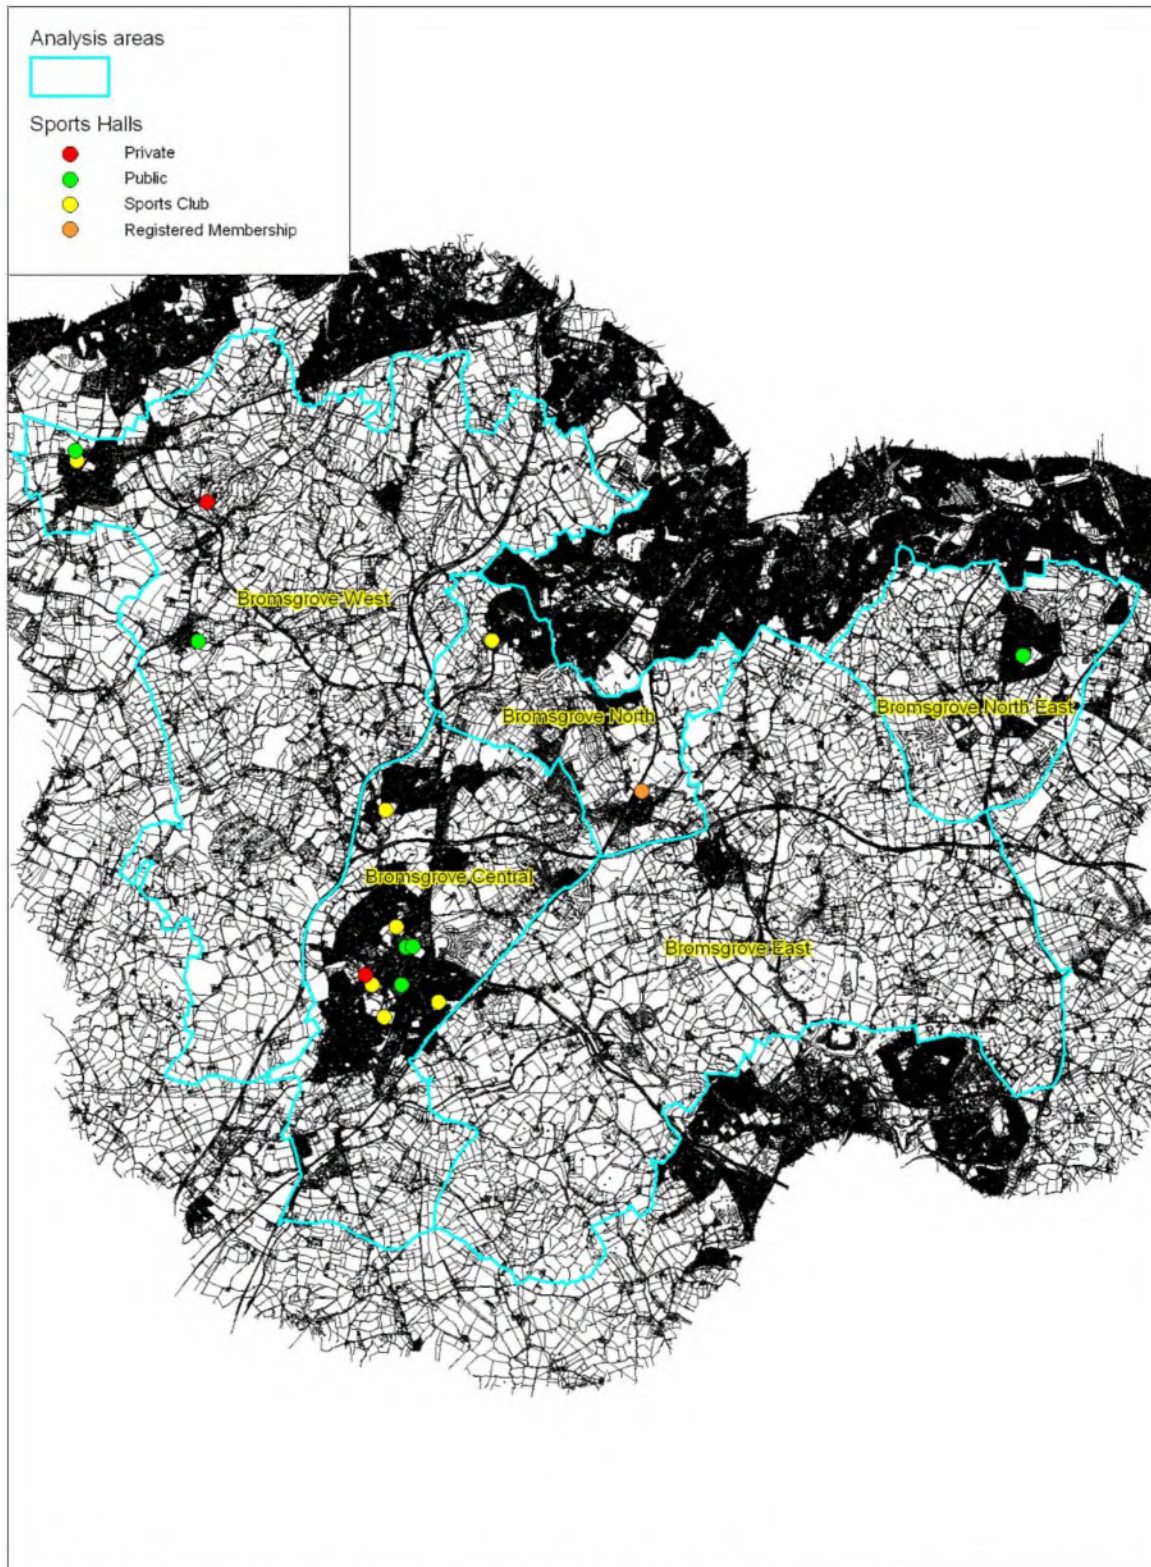 Analysis areas
Sports Halls
Private
Public
Sports Club
Registered Membership
Bromsgrove West
Bromsgrove North
Bromsgrove North East
Bromsgrove Central
Bromsgrove East